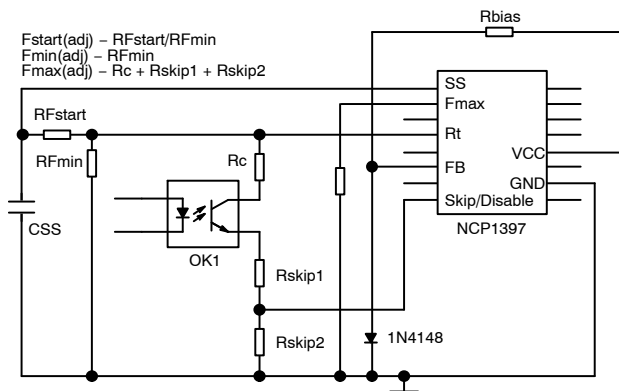 Rbias
Fstart(adj) − RFstart/RFmin
Fmin(adj) − RFmin
Fmax(adj) − Rc + Rskip1 + Rskip2
SS
Fmax
RFstart
Rt
RFmin
Rc
VCC
FB
GND
Skip/Disable
CSS
NCP1397
OK1
Rskip1
1N4148
Rskip2